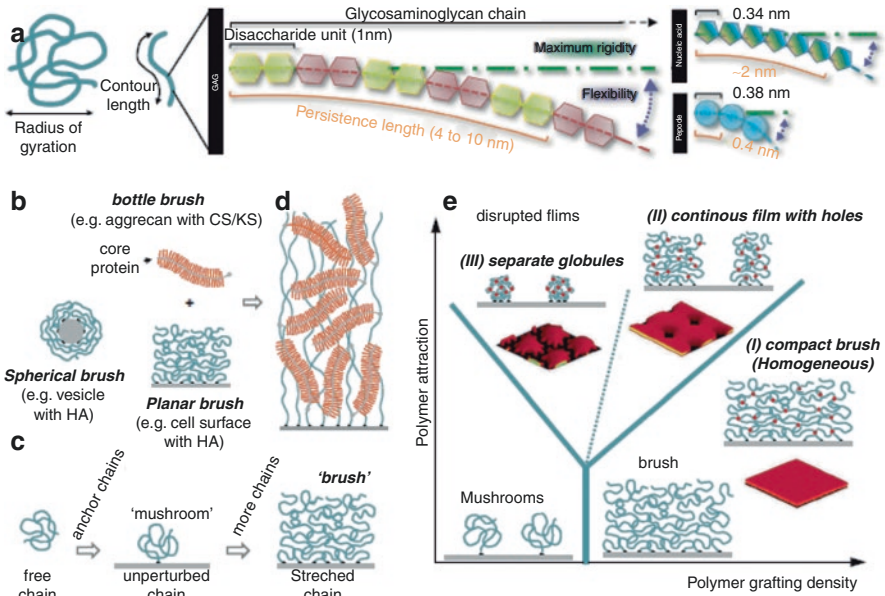 a
Radius of
gyration
Contour
length
GAG
Glycosaminoglycan chain
Disaccharide unit (1nm)
Maximum rigidity
Flexibility
Persistence length (4 to 10 nm)
Nucleic acid
0.34 nm
~2 nm
Pepode
0.38 nm
0.4 nm
b
bottle brush
(e.g. aggrecan with CS/KS)
core
protein
+
Spherical brush
(e.g. vesicle
with HA)
Planar brush
(e.g. cell surface
with HA)
c
free
chain
anchor chains
'mushroom'
unperturbed
chain
more chains
'brush'
Streched
chain
d
e
disrupted flims
(II) continous film with holes
(III) separate globules
(I) compact brush
(Homogeneous)
Polymer attraction
Mushrooms
brush
Polymer grafting density